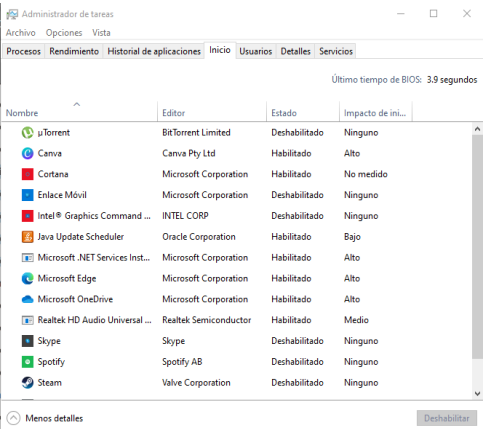 Administrador de tareas
Archivo Opciones Vista
Procesos Rendimiento Historial de aplicaciones Inicio Usuarios Detalles Servicios
Último tiempo de BIOS: 3.9 segundos
Nombre Editor Estado Impacto de ini...
µTorrent BitTorrent Limited Deshabilitado Ninguno
Canva Canva Pty Ltd Habilitado Alto
Cortana Microsoft Corporation Habilitado No medido
Enlace Móvil Microsoft Corporation Deshabilitado Ninguno
Intel® Graphics Command ... INTEL CORP Deshabilitado Ninguno
Java Update Scheduler Oracle Corporation Habilitado Bajo
Microsoft .NET Services Inst... Microsoft Corporation Habilitado Alto
Microsoft Edge Microsoft Corporation Habilitado Alto
Microsoft OneDrive Microsoft Corporation Habilitado Alto
Realtek HD Audio Universal ... Realtek Semiconductor Habilitado Medio
Skype Skype Deshabilitado Ninguno
Spotify Spotify AB Deshabilitado Ninguno
Steam Valve Corporation Deshabilitado Ninguno
Menos detalles Deshabilitar